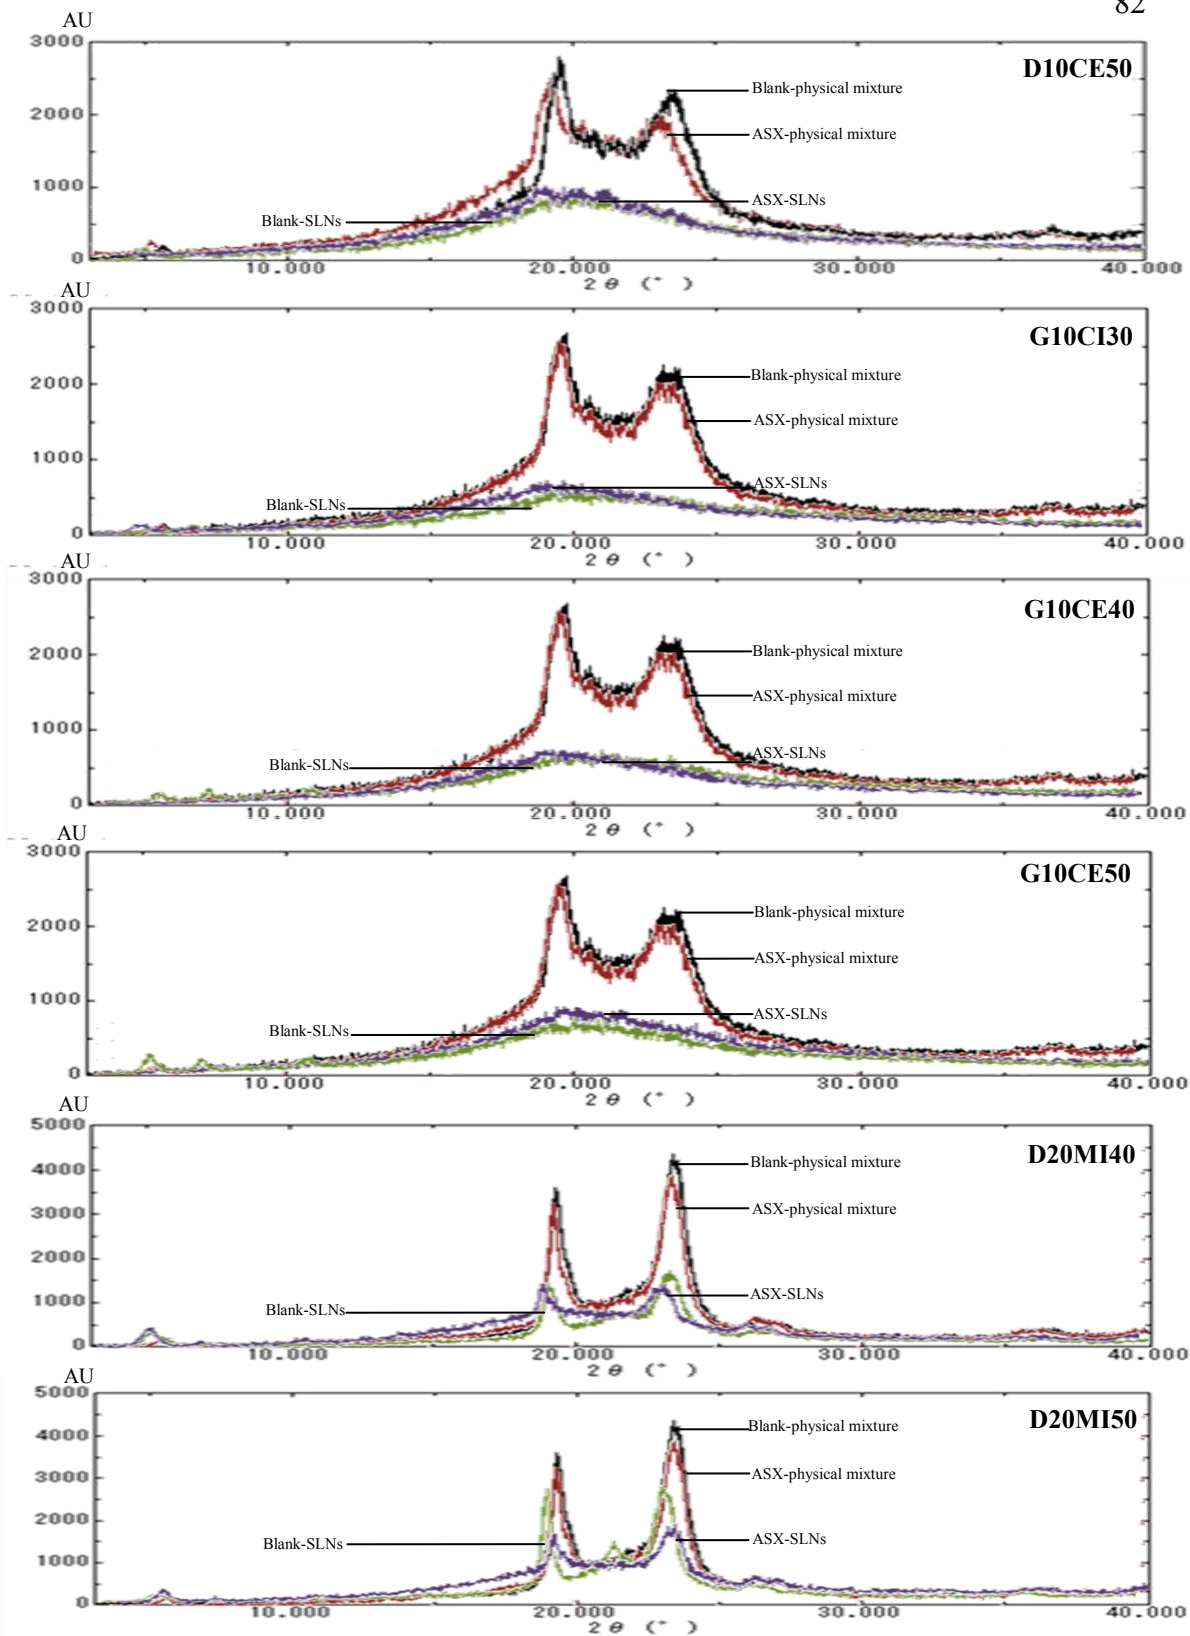 82
AU
3000
D10CE50
Blank-physical mixture
2000
ASX-physical mixture
1000
ASX-SLNs
Blank-SLNs
0
10.000 20.000 30.000 40.000
2θ (°)
AU
3000
G10CI30
2000
Blank-physical mixture
ASX-physical mixture
1000
ASX-SLNs
Blank-SLNs
0
10.000 20.000 30.000 40.000
2θ (°)
AU
3000
G10CE40
2000
Blank-physical mixture
ASX-physical mixture
1000
ASX-SLNs
Blank-SLNs
0
10.000 20.000 30.000 40.000
2θ (°)
AU
3000
G10CE50
Blank-physical mixture
2000
ASX-physical mixture
1000
ASX-SLNs
Blank-SLNs
0
10.000 20.000 30.000 40.000
2θ (°)
AU
5000
D20MI40
4000
Blank-physical mixture
3000
ASX-physical mixture
2000
1000
ASX-SLNs
Blank-SLNs
0
10.000 20.000 30.000 40.000
2θ (°)
AU
5000
D20MI50
4000
Blank-physical mixture
3000
ASX-physical mixture
2000
1000
ASX-SLNs
Blank-SLNs
0
10.000 20.000 30.000 40.000
2θ (°)